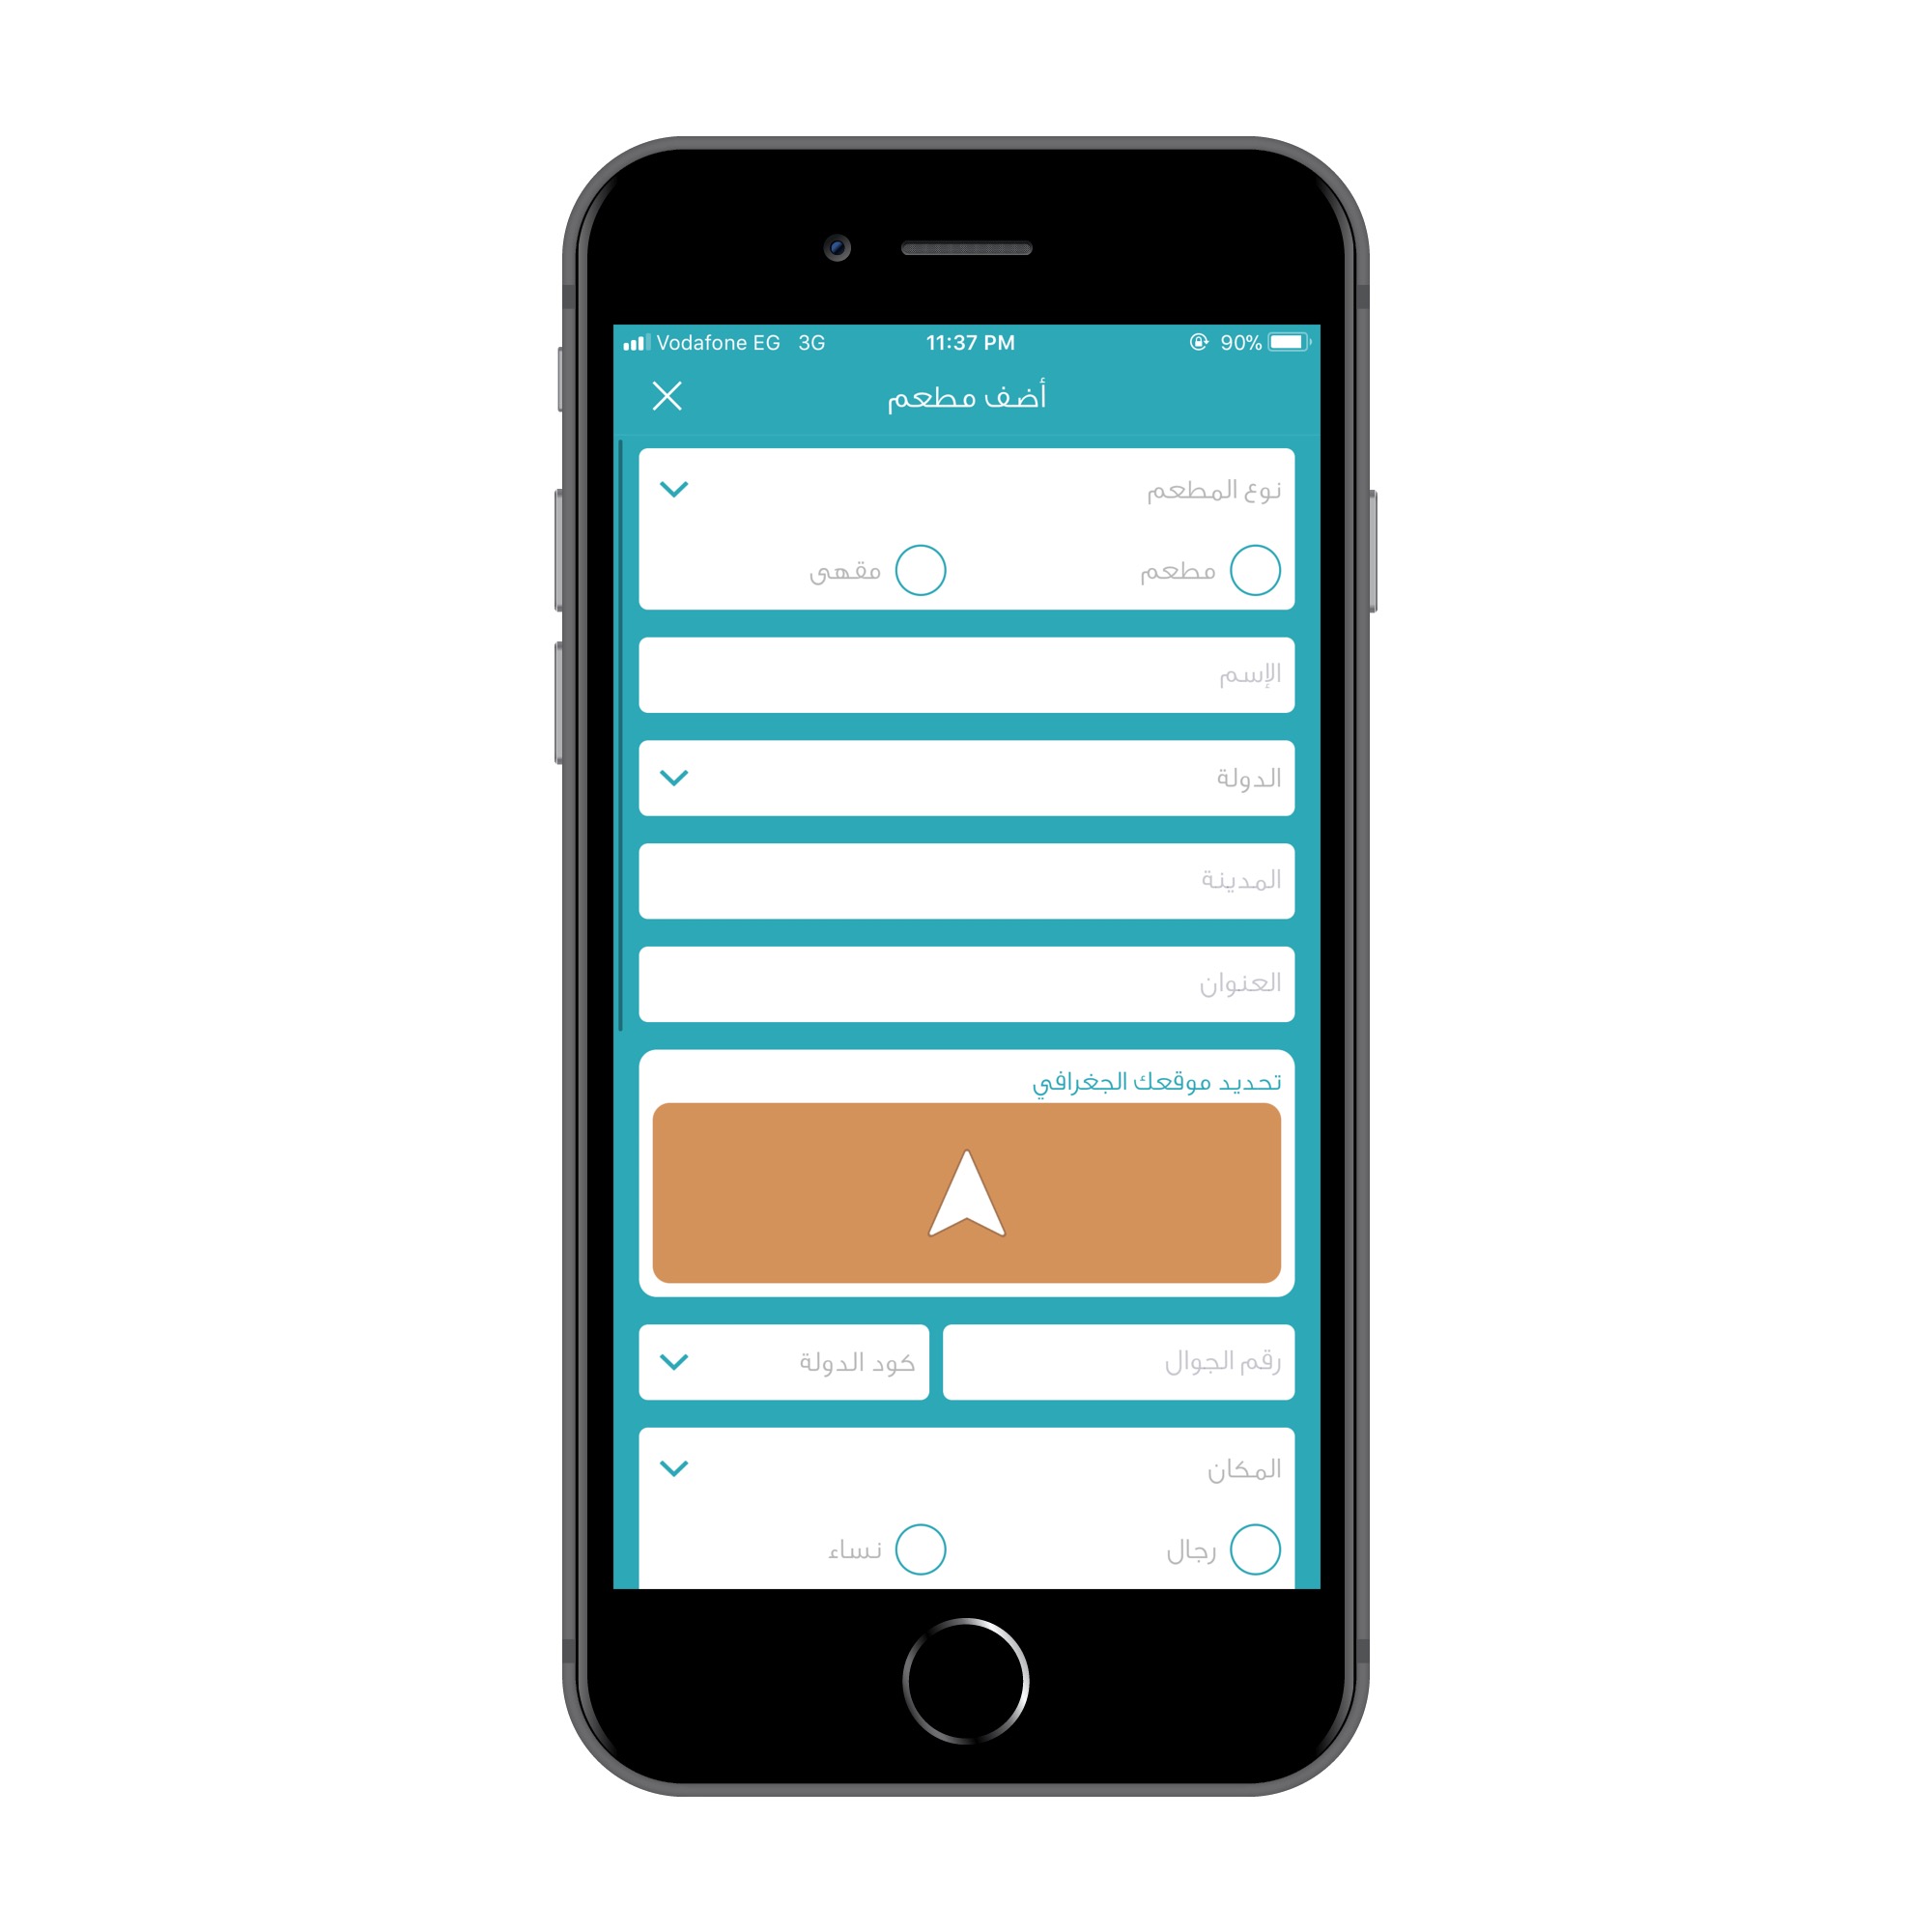 Vodafone EG 3G 11:37 PM 90%
أضف مطعم
نوع المطعم
مطعم مقهى
الإسم
الدولة
المدينة
العنوان
تحديد موقعك الجغرافي
رقم الجوال كود الدولة
المكان
رجال نساء